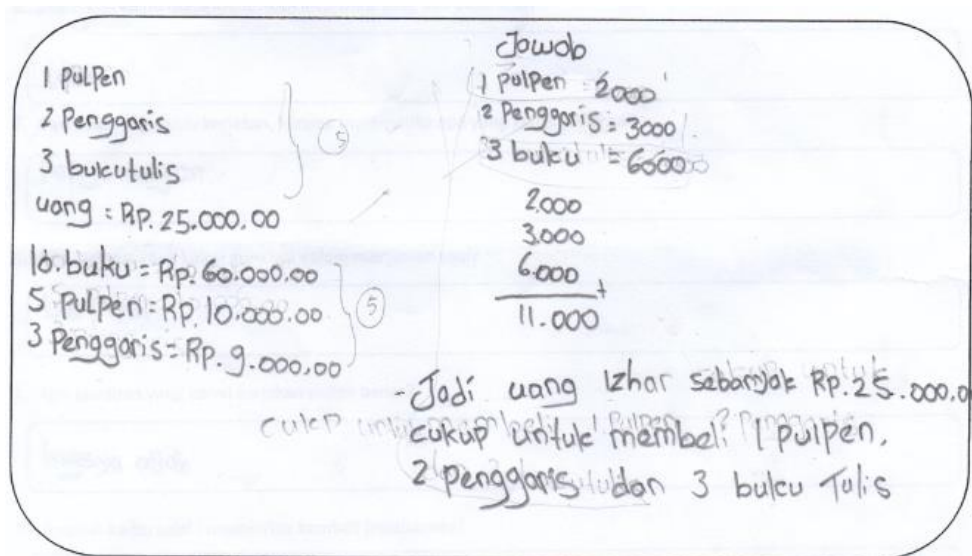 1 Pulpen
2 Penggaris
3 bukutulis
uang = Rp. 25.000.00
10. buku = Rp. 60.000.00
5 Pulpen = Rp. 10.000.00
5
3 Penggaris = Rp. 9.000,00
Jawab
1 Pulpen = 2000
2 Penggaris = 3000
3 buku = 6000
2000
3.000
6.000
+
11.000
-Jadi uang Izhar sebanyak Rp. 25.000.0
cukup untuk membeli 1 pulpen,
2 penggaris dan 3 buku Tulis